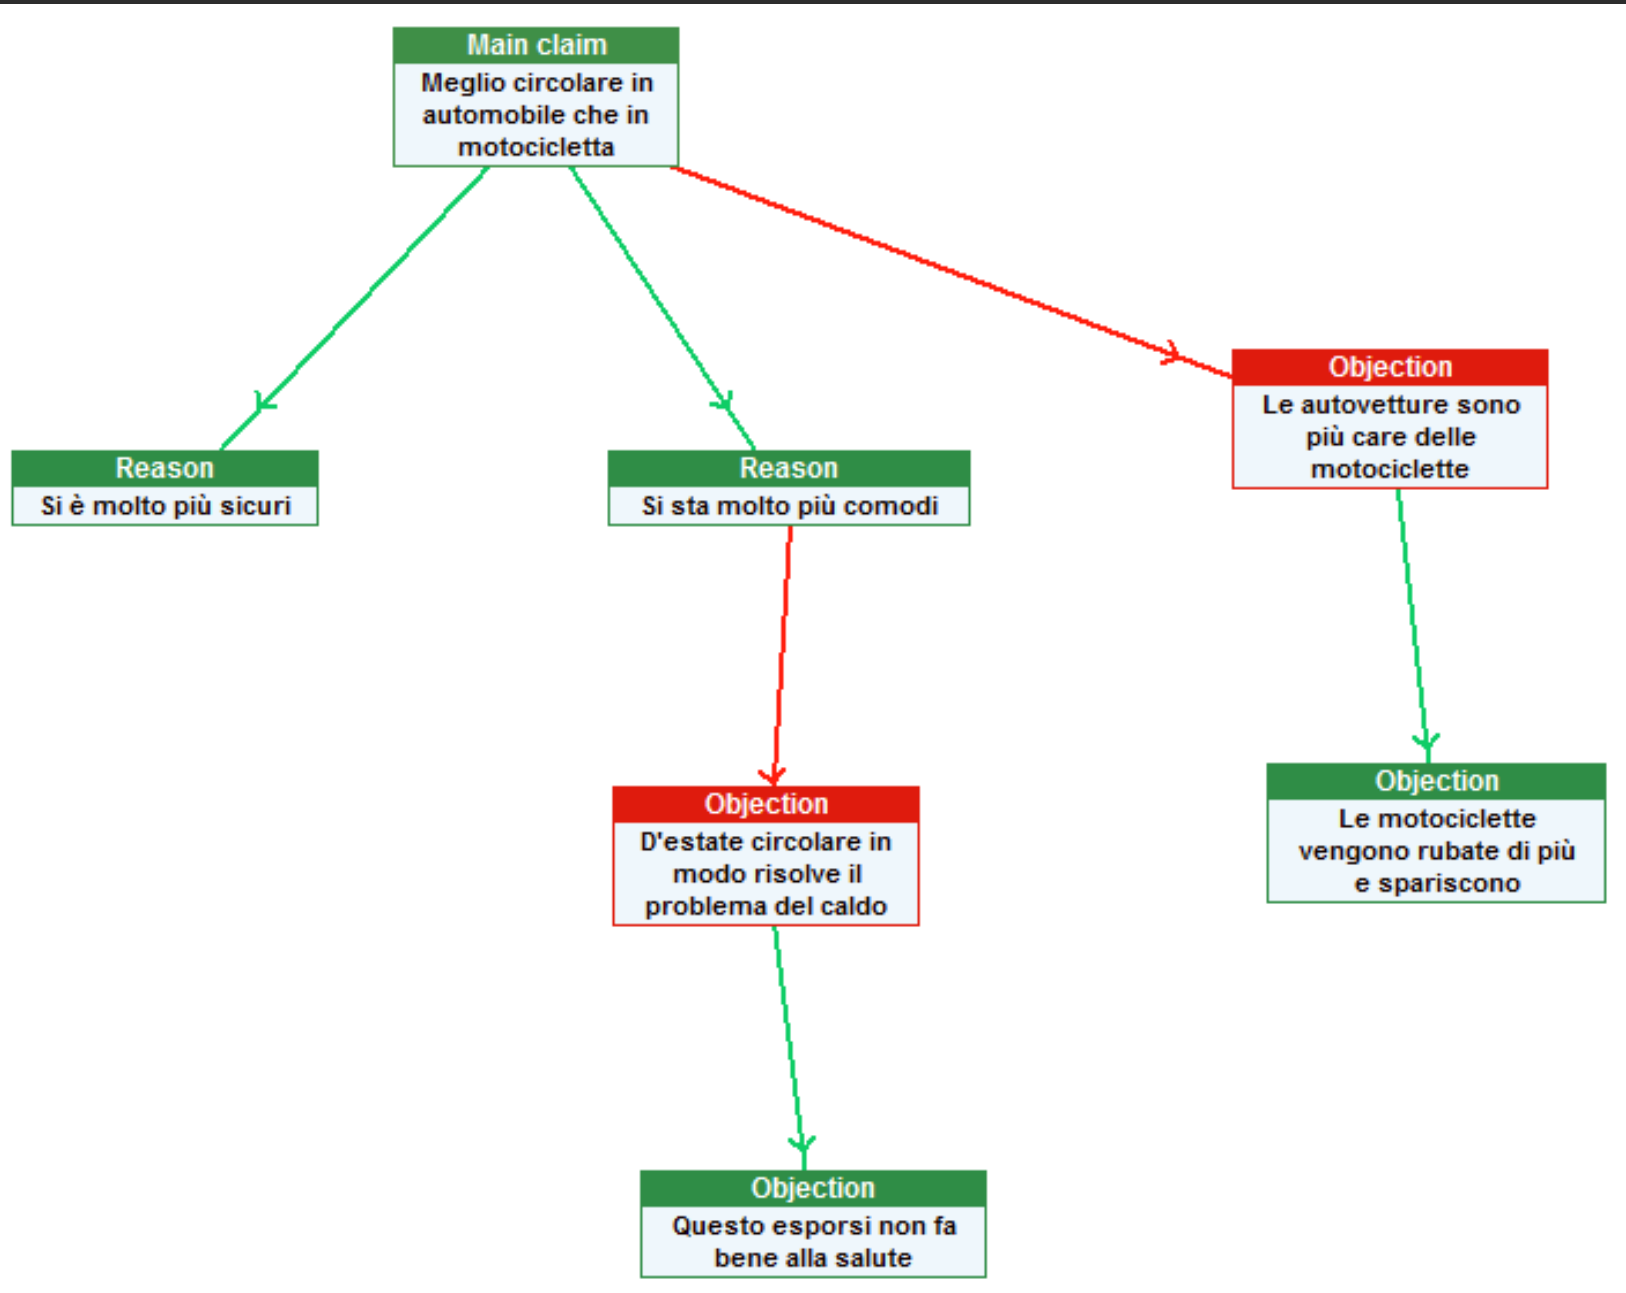 Main claim
Meglio circolare in
automobile che in
motocicletta
Reason
Si è molto più sicuri
Reason
Si sta molto più comodi
Objection
Le autovetture sono
più care delle
motociclette
Objection
D'estate circolare in
modo risolve il
problema del caldo
Objection
Le motociclette
vengono rubate di più
e spariscono
Objection
Questo esporsi non fa
bene alla salute